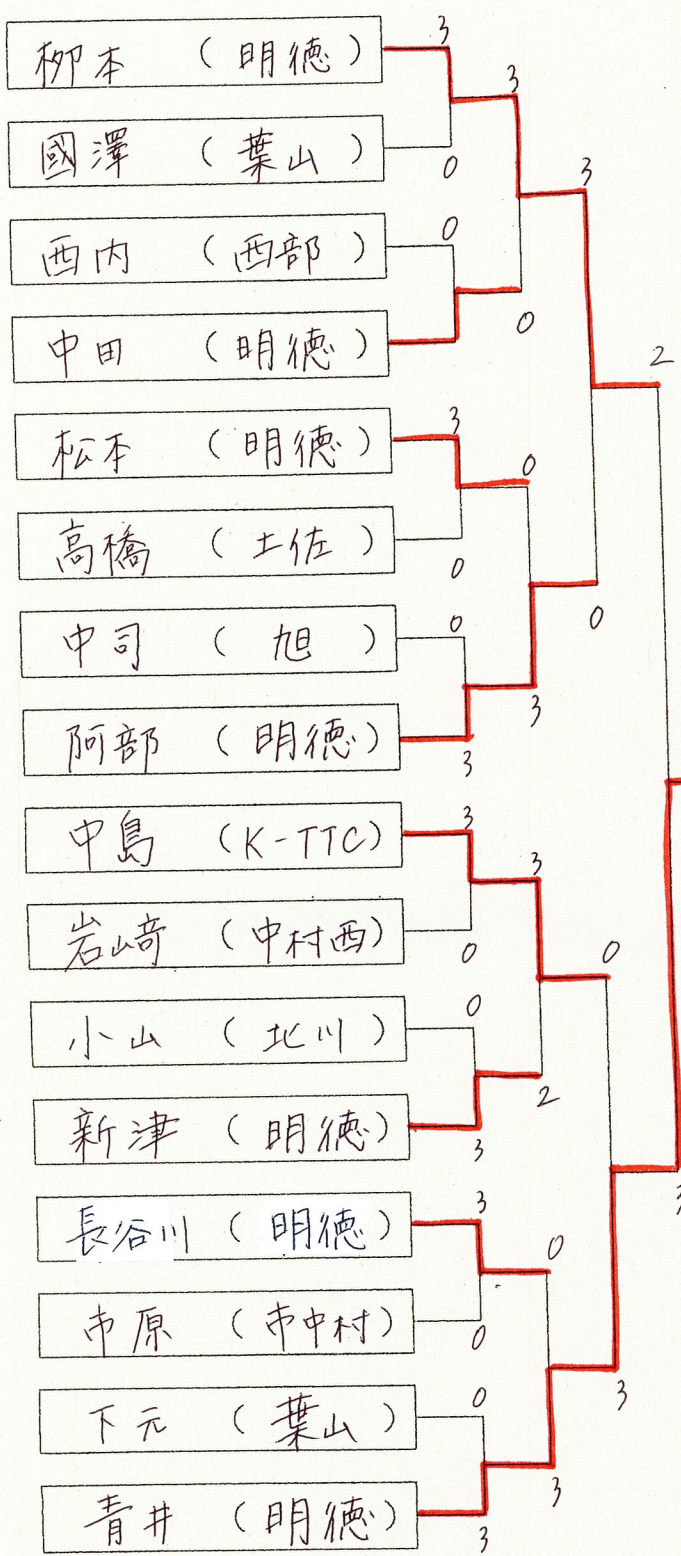 3
柳本 (明徳)
3
國澤 (葉山)
0
3
0
西内 (西部)
0
中田 (明徳)
2
3
松本 (明徳)
0
高橋 (土佐)
0
0
中司 (旭)
0
3
阿部 (明徳)
3
3
中島 (K-TTC)
3
岩崎 (中村西)
0
0
0
小山 (北川)
2
新津 (明徳)
3
3
長谷川 (明徳)
0
市原 (市中村)
0
0
3
下元 (葉山)
3
青井 (明徳)
3